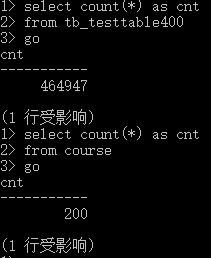 1> select count(*) as cnt
2> from tb_testtable400
3> go
cnt
-----------
464947
(1 行受影响)
1> select count(*) as cnt
2> from course
3> go
cnt
-----------
200
(1 行受影响)